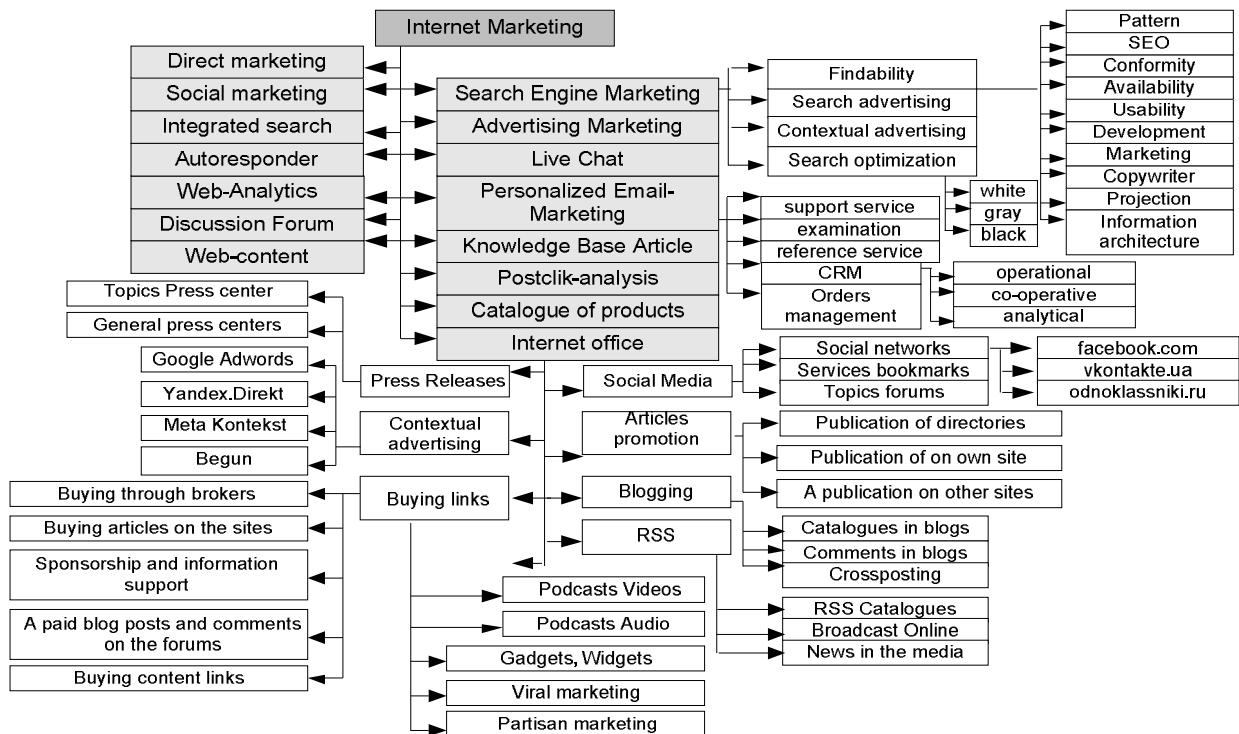 Internet Marketing
Direct marketing
Social marketing
Integrated search
Autoresponder
Web-Analytics
Discussion Forum
Web-content
Search Engine Marketing
Advertising Marketing
Live Chat
Personalized Email-
Marketing
Knowledge Base Article
Postclik-analysis
Catalogue of products
Internet office
Findability
Search advertising
Contextual advertising
Search optimization
Pattern
SEO
Conformity
Availability
Usability
Development
Marketing
Copywriter
Projection
Information
architecture
white
gray
black
support service
examination
reference service
CRM
Orders
management
operational
co-operative
analytical
Topics Press center
General press centers
Google Adwords
Yandex.Direkt
Meta Kontekst
Begun
Press Releases
Contextual
advertising
Buying links
Buying through brokers
Buying articles on the sites
Sponsorship and information
support
A paid blog posts and comments
on the forums
Buying content links
Social Media
Articles
promotion
Blogging
RSS
Social networks
Services bookmarks
Topics forums
facebook.com
vkontakte.ua
odnoklassniki.ru
Publication of directories
Publication of on own site
A publication on other sites
Catalogues in blogs
Comments in blogs
Crossposting
RSS Catalogues
Broadcast Online
News in the media
Podcasts Videos
Podcasts Audio
Gadgets, Widgets
Viral marketing
Partisan marketing